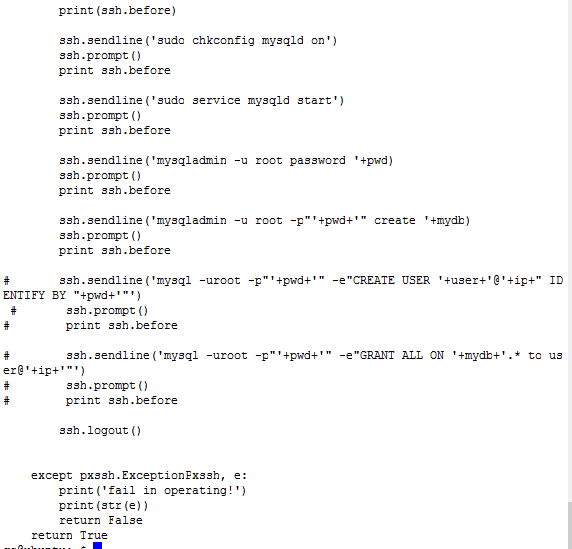 print(ssh.before)
ssh.sendline('sudo chkconfig mysqld on')
ssh.prompt()
print ssh.before
ssh.sendline('sudo service mysqld start')
ssh.prompt()
print ssh.before
ssh.sendline('mysqladmin -u root password '+pwd)
ssh.prompt()
print ssh.before
ssh.sendline('mysqladmin -u root -p"'+pwd+'" create '+mydb)
ssh.prompt()
print ssh.before
#       ssh.sendline('mysql -uroot -p"'+pwd+'" -e"CREATE USER '+user+'@'+ip+" ID
ENTIFY BY "+pwd+'"')
#       ssh.prompt()
#        print ssh.before
#        ssh.sendline('mysql -uroot -p"'+pwd+'" -e"GRANT ALL ON '+mydb+'.* to us
er@'+ip+'"')
#        ssh.prompt()
#        print ssh.before
ssh.logout()
except pxssh.ExceptionPxssh, e:
print('fail in operating!')
print(str(e))
return False
return True